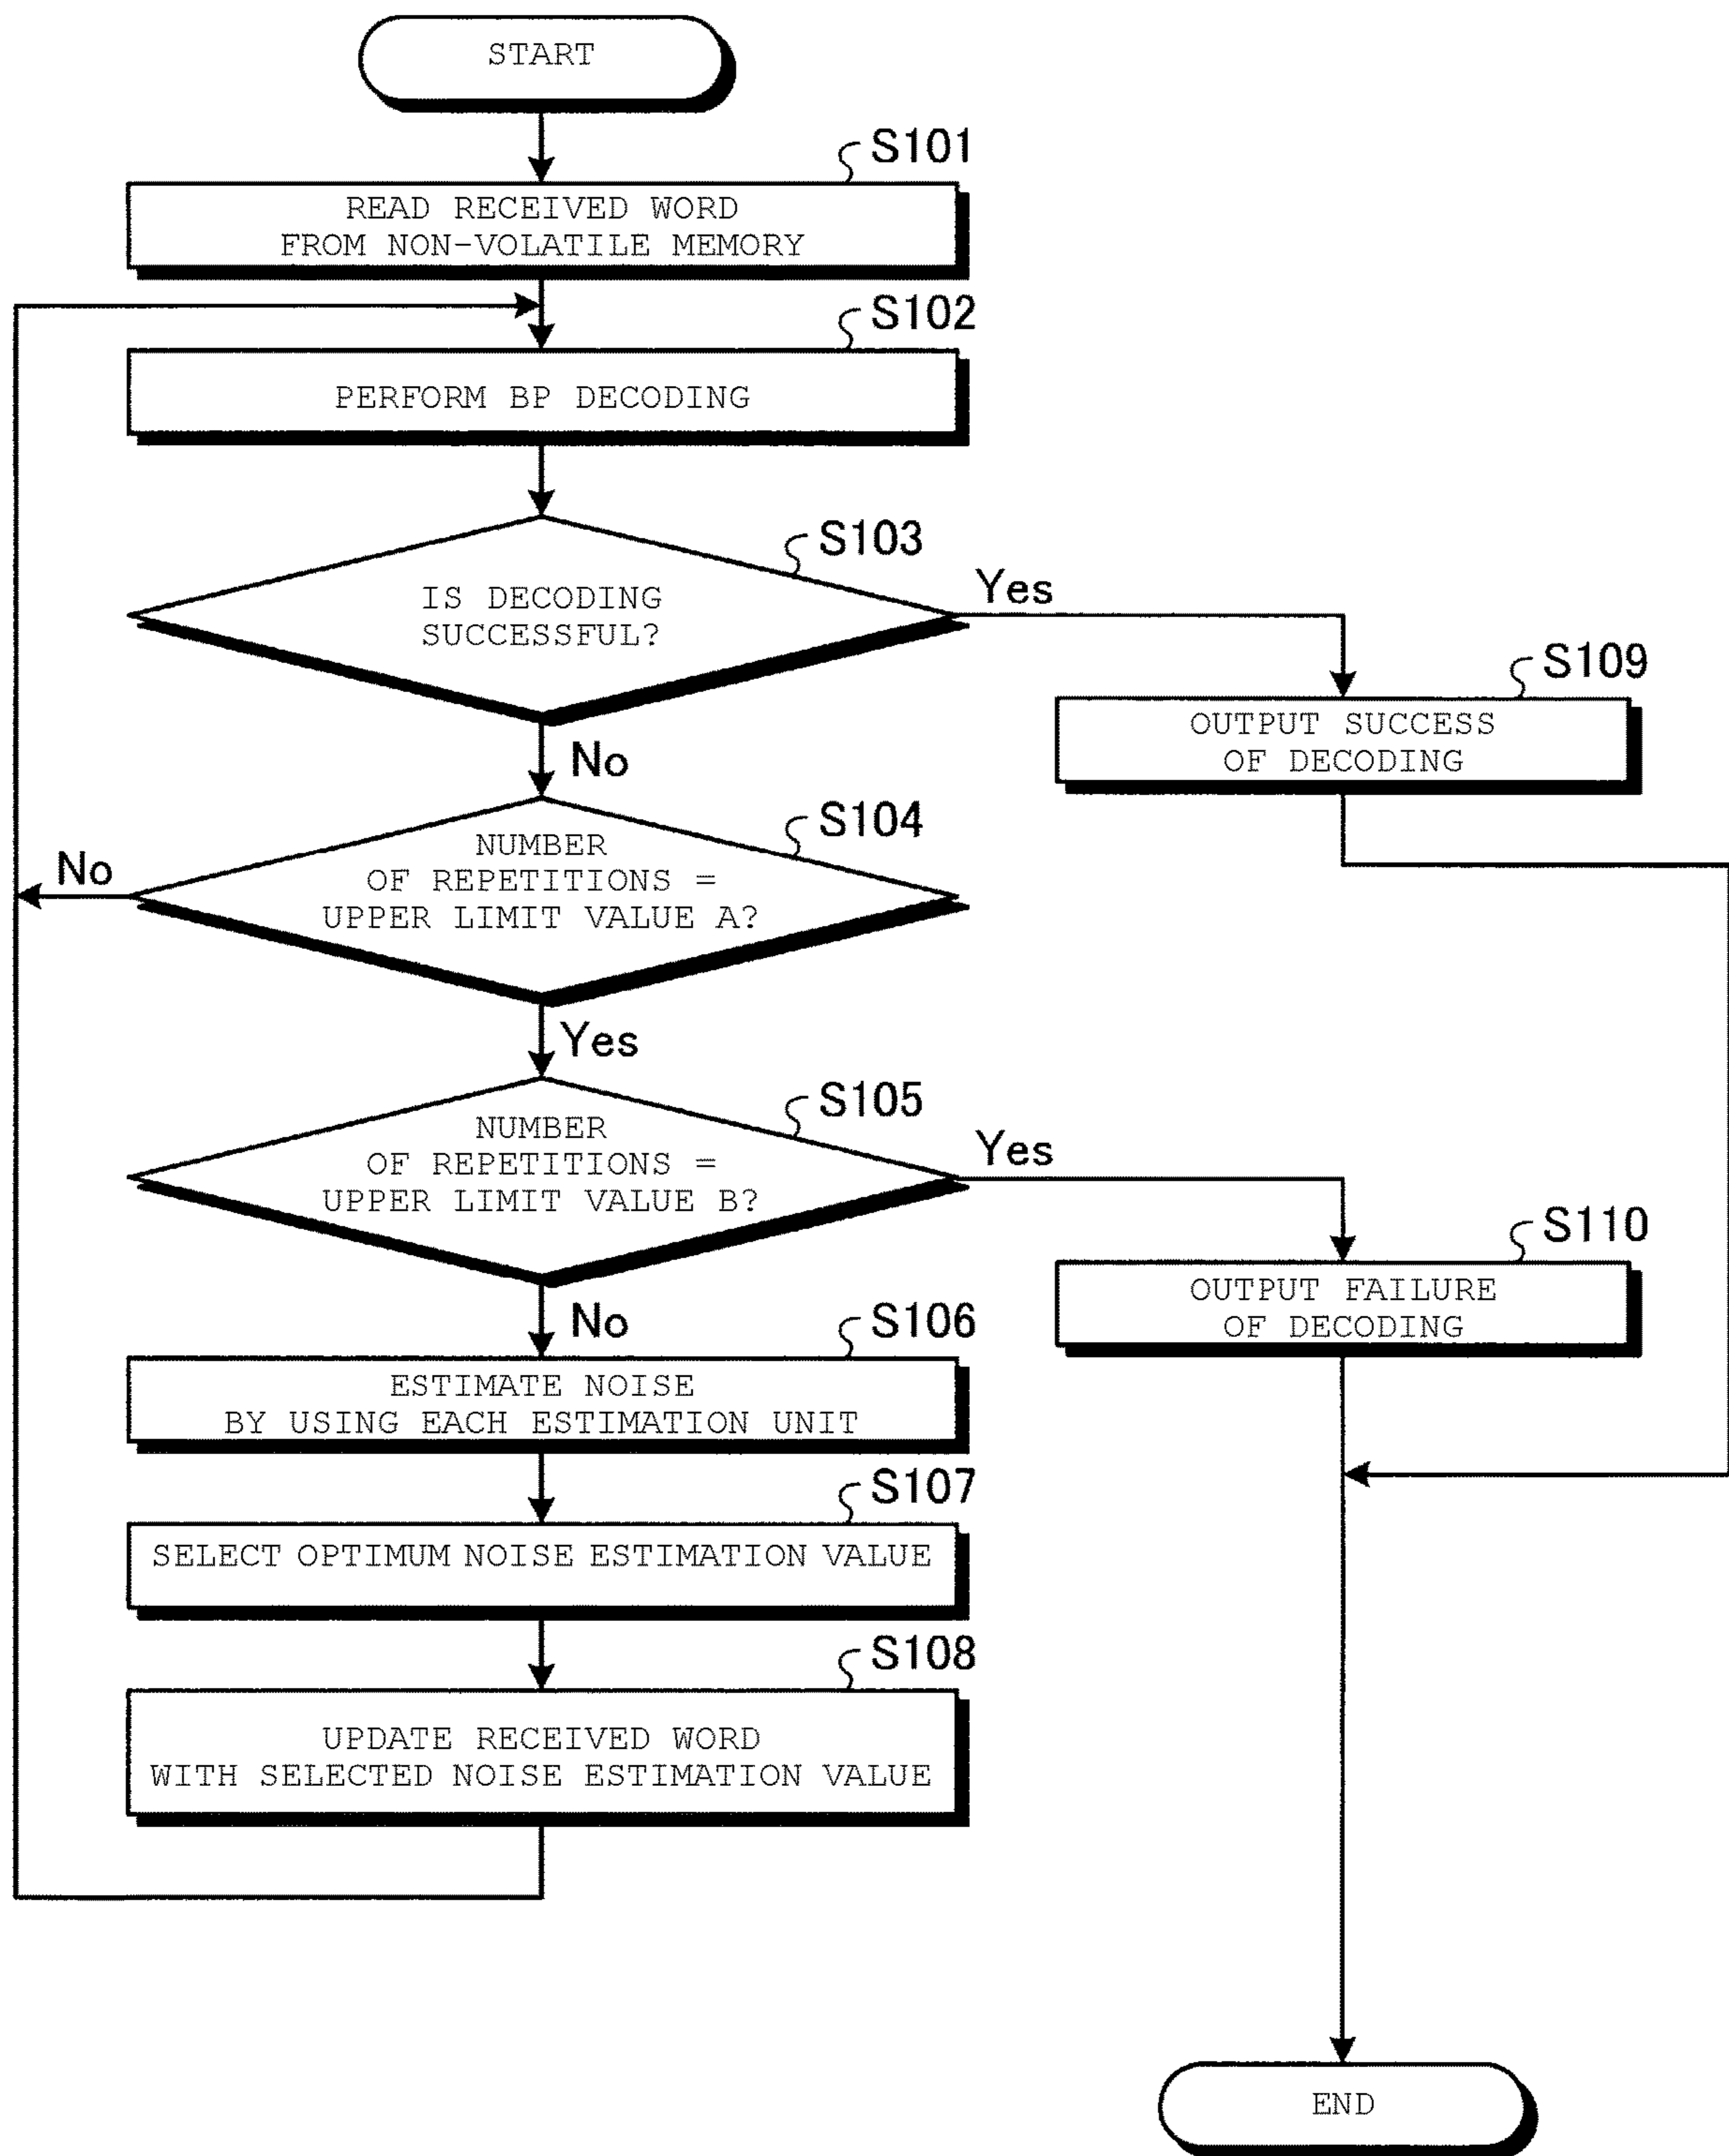 START
S101
READ RECEIVED WORD
FROM NON-VOLATILE MEMORY
S102
PERFORM BP DECODING
S103
IS DECODING
SUCCESSFUL?
Yes
S109
OUTPUT SUCCESS
OF DECODING
No
S104
NUMBER
OF REPETITIONS =
UPPER LIMIT VALUE A?
No
Yes
S105
NUMBER
OF REPETITIONS =
UPPER LIMIT VALUE B?
Yes
S110
OUTPUT FAILURE
OF DECODING
No
S106
ESTIMATE NOISE
BY USING EACH ESTIMATION UNIT
S107
SELECT OPTIMUM NOISE ESTIMATION VALUE
S108
UPDATE RECEIVED WORD
WITH SELECTED NOISE ESTIMATION VALUE
END